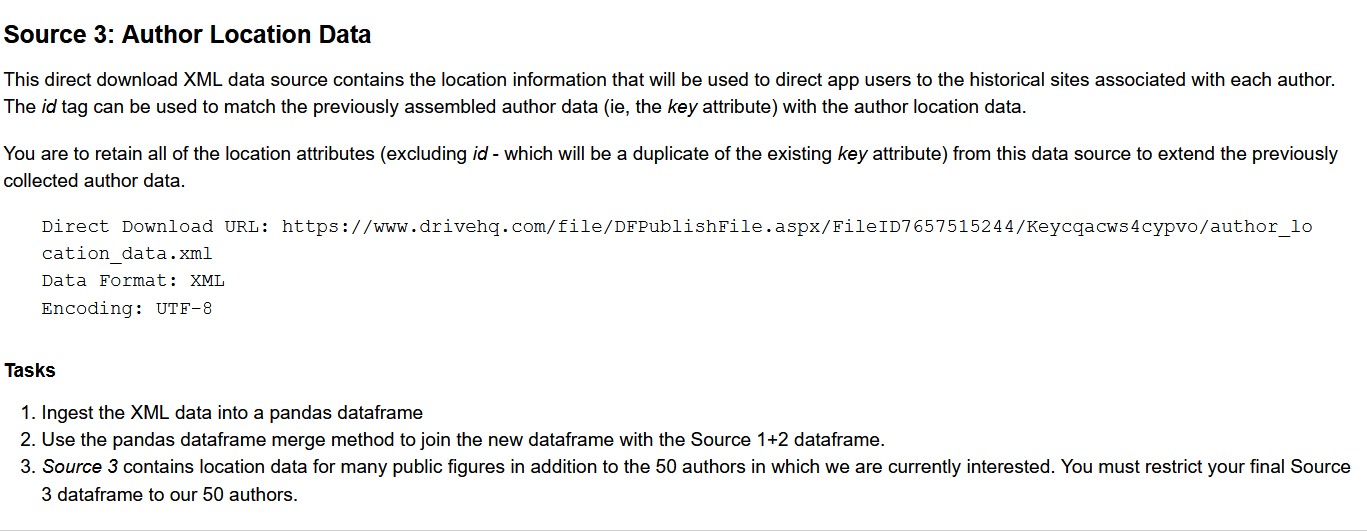 Source 3: Author Location Data
This direct download XML data source contains the location information that will be used to direct app users to the historical sites associated with each author.
The id tag can be used to match the previously assembled author data (ie, the key attribute) with the author location data.
You are to retain all of the location attributes (excluding id - which will be a duplicate of the existing key attribute) from this data source to extend the previously
collected author data.
Direct Download URL: https://www.drivehq.com/file/DFPublishFile.aspx/FileID7657515244/Keycqacws4cypvo/author_lo
cation_data.xml
Data Format: XML
Encoding: UTF-8
Tasks
1. Ingest the XML data into a pandas dataframe
2. Use the pandas dataframe merge method to join the new dataframe with the Source 1+2 dataframe.
3. Source 3 contains location data for many public figures in addition to the 50 authors in which we are currently interested. You must restrict your final Source
3 dataframe to our 50 authors.